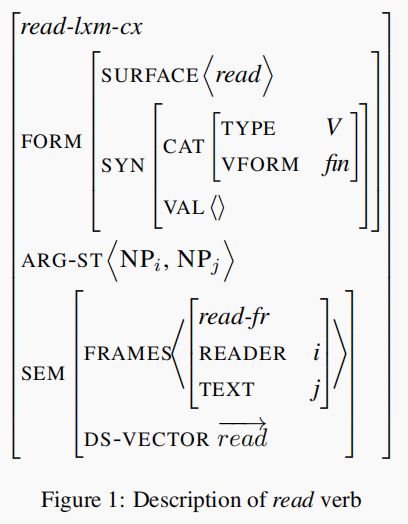 read-lxm-cx
SURFACE ⟨read⟩
FORM
SYN
CAT
TYPE V
VFORM fin
VAL ⟨⟩
ARG-ST ⟨NPi, NPj⟩
SEM
FRAMES ⟨
read-fr
READER i
TEXT j
⟩
DS-VECTOR read
Figure 1: Description of read verb